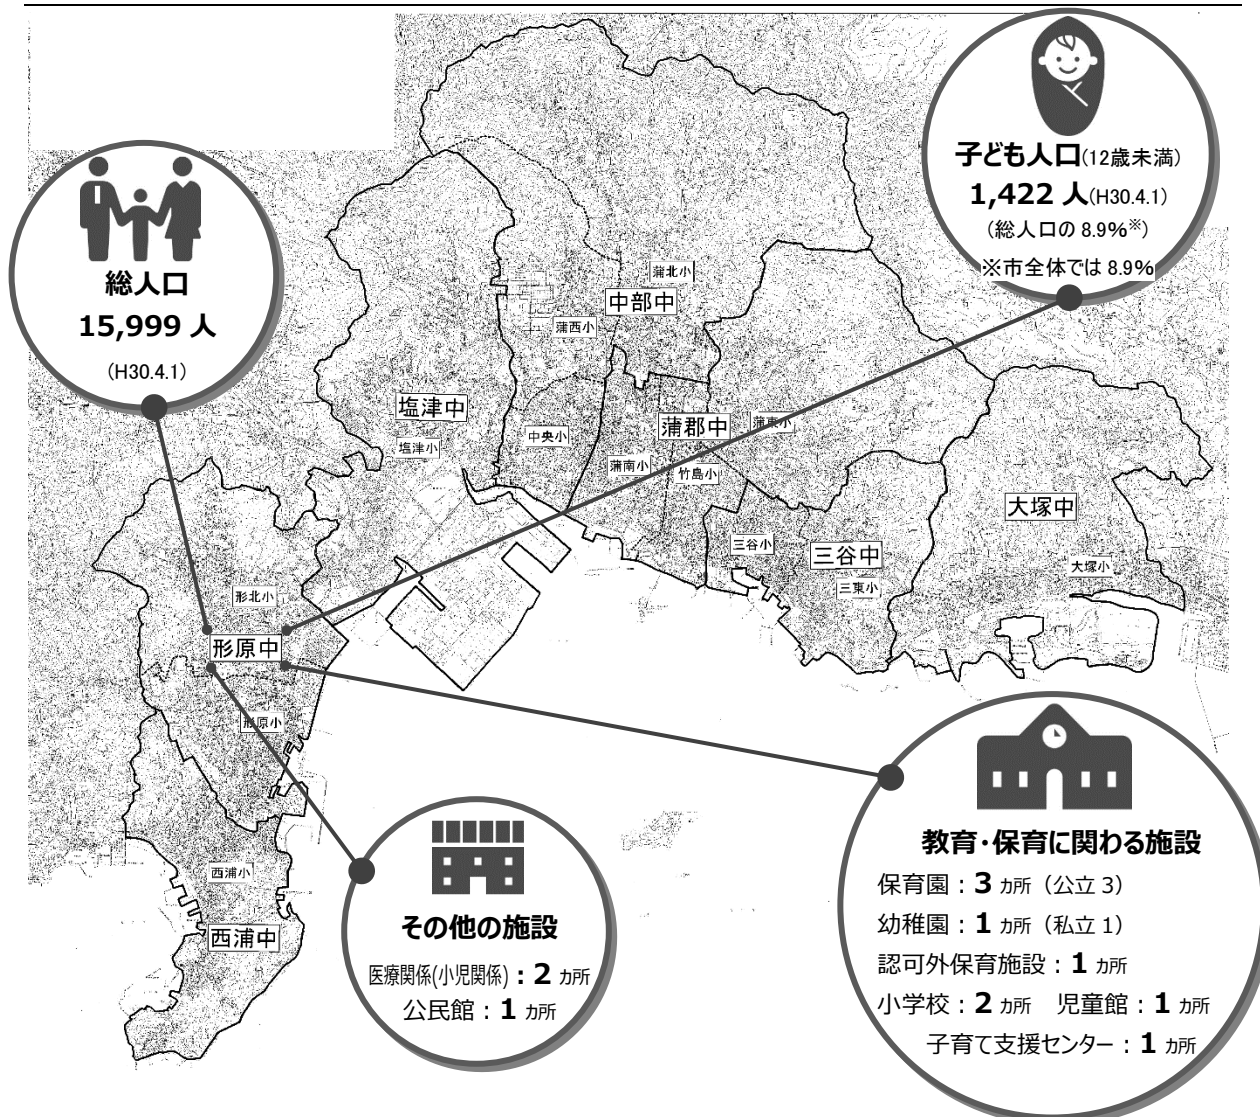 子ども人口(12歳未満)
1,422 人(H30.4.1)
(総人口の 8.9%※)
※市全体では 8.9%
総人口
15,999 人
(H30.4.1)
蒲北小
中部中
蒲西小
塩津中
塩津小
中央小
蒲郡中
蒲東小
蒲南小
竹島小
大塚中
大塚小
三谷小
三谷中
三東小
形北小
形原中
形原小
西浦小
西浦中
その他の施設
医療関係(小児関係)：2 カ所
公民館：1 カ所
教育・保育に関わる施設
保育園：3 カ所（公立 3）
幼稚園：1 カ所（私立 1）
認可外保育施設：1 カ所
小学校：2 カ所　児童館：1 カ所
子育て支援センター：1 カ所